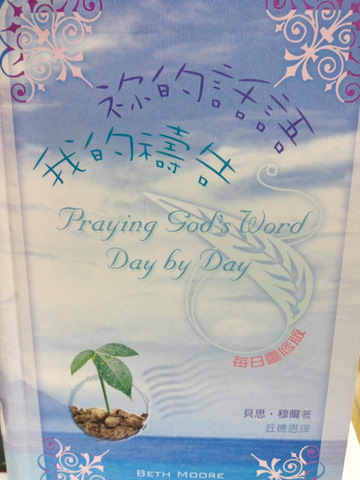 祢的話語
我的禱告
Praying God's Word
Day by Day
每日靈修版
貝思・穆爾著
丘德恩譯
BETH MOORE